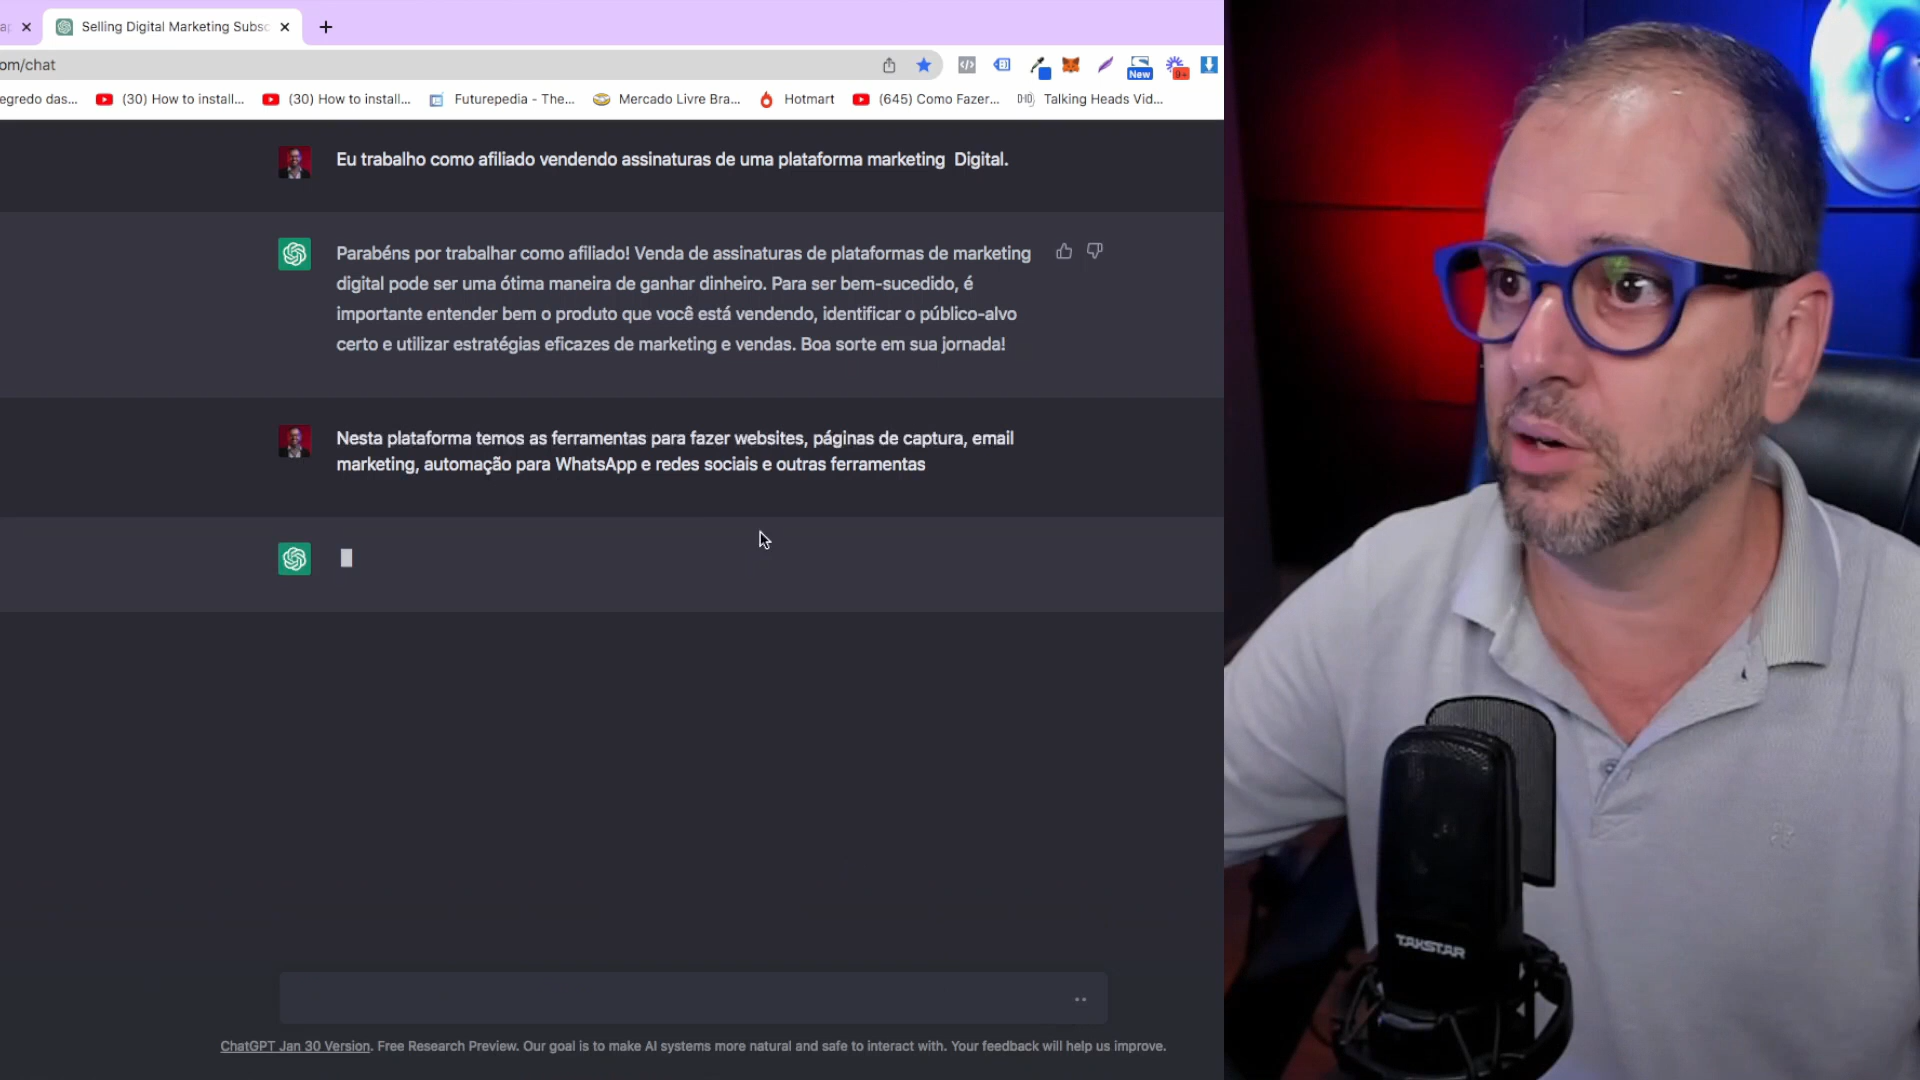 Selling Digital Marketing Subsc
om/chat
New
9+
egredo das...
(30) How to install...
(30) How to install...
Futurepedia - The...
Mercado Livre Bra...
Hotmart
(645) Como Fazer...
Talking Heads Vid...
Eu trabalho como afiliado vendendo assinaturas de uma plataforma marketing  Digital.
Parabéns por trabalhar como afiliado! Venda de assinaturas de plataformas de marketing
digital pode ser uma ótima maneira de ganhar dinheiro. Para ser bem-sucedido, é
importante entender bem o produto que você está vendendo, identificar o público-alvo
certo e utilizar estratégias eficazes de marketing e vendas. Boa sorte em sua jornada!
Nesta plataforma temos as ferramentas para fazer websites, páginas de captura, email
marketing, automação para WhatsApp e redes sociais e outras ferramentas
ChatGPT Jan 30 Version. Free Research Preview. Our goal is to make AI systems more natural and safe to interact with. Your feedback will help us improve.
TAKSTAR